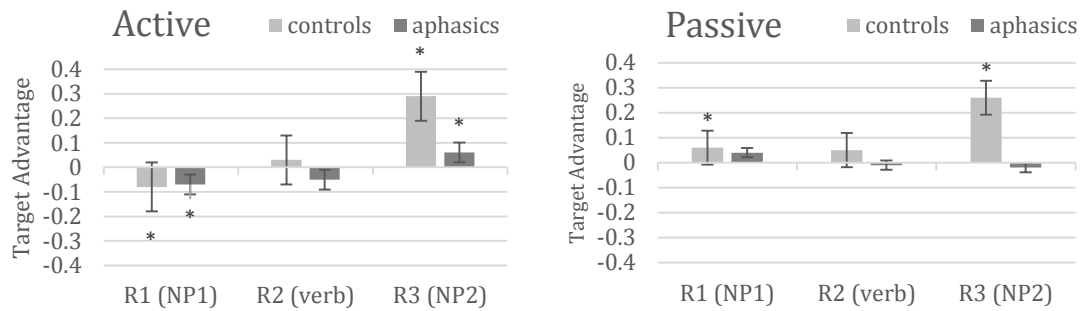 Active
controls aphasics
Target Advantage
0.4
0.3
0.2
0.1
0
-0.1
-0.2
-0.3
-0.4
* * * *
R1 (NP1) R2 (verb) R3 (NP2)
Passive
controls aphasics
Target Advantage
0.4
0.3
0.2
0.1
0
-0.1
-0.2
-0.3
-0.4
* *
R1 (NP1) R2 (verb) R3 (NP2)